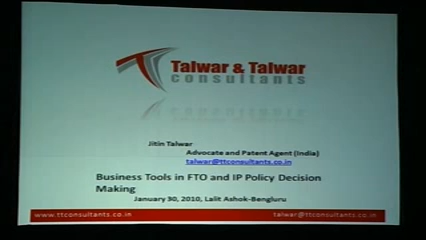 Talwar & Talwar
consultants
Jitin Talwar
Advocate and Patent Agent (India)
talwar@ttconsultants.co.in
Business Tools in FTO and IP Policy Decision
Making
January 30, 2010, Lalit Ashok-Bengluru
www.ttconsultants.co.in talwar@ttconsultants.co.in